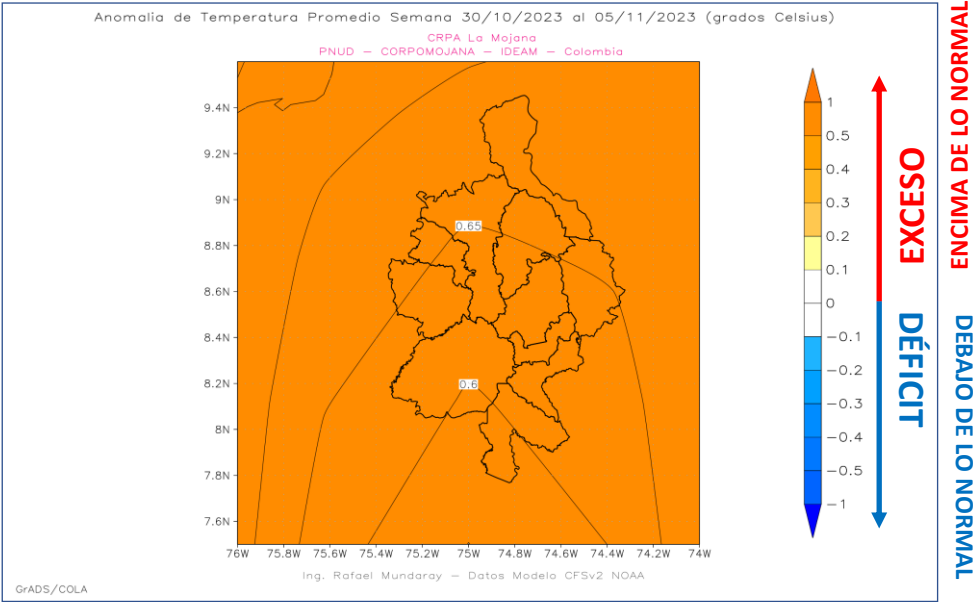 Anomalia de Temperatura Promedio Semana 30/10/2023 al 05/11/2023 (grados Celsius)
CRPA La Mojana
PNUD – CORPOMOJANA – IDEAM – Colombia
9.4N
9.2N
9N
8.8N
8.6N
8.4N
8.2N
8N
7.8N
7.6N
0.65
0.6
76W 75.8W 75.6W 75.4W 75.2W 75W 74.8W 74.6W 74.4W 74.2W 74W
Ing. Rafael Mundaray – Datos Modelo CFSv2 NOAA
GrADS/COLA
1
0.5
0.4
0.3
0.2
0.1
0
−0.1
−0.2
−0.3
−0.4
−0.5
−1
EXCESO
DÉFICIT
ENCIMA DE LO NORMAL
DEBAJO DE LO NORMAL